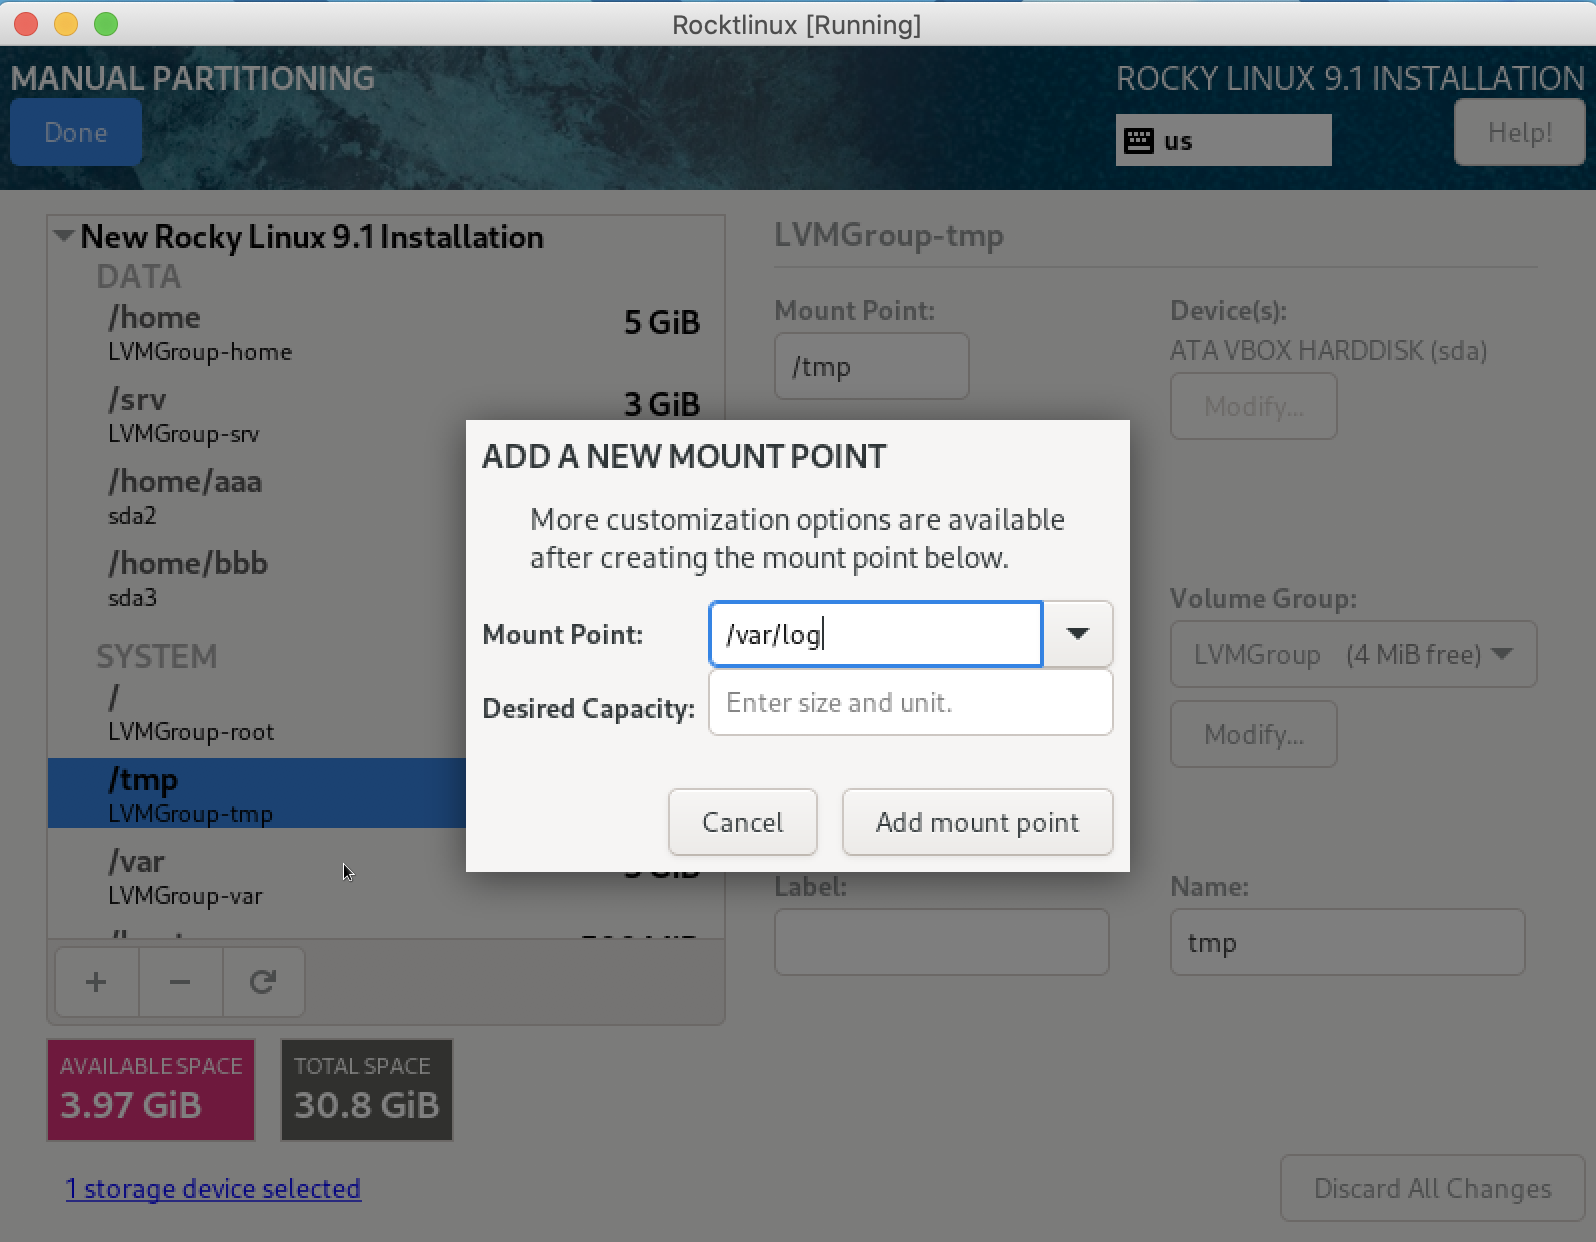 Rocktlinux [Running]
MANUAL PARTITIONING
ROCKY LINUX 9.1 INSTALLATION
Done
us
Help!
New Rocky Linux 9.1 Installation
DATA
/home
5 GiB
LVMGroup-home
/srv
3 GiB
LVMGroup-srv
/home/aaa
sda2
/home/bbb
sda3
SYSTEM
/
LVMGroup-root
/tmp
LVMGroup-tmp
/var
LVMGroup-var
+ −
AVAILABLE SPACE
3.97 GiB
TOTAL SPACE
30.8 GiB
1 storage device selected
LVMGroup-tmp
Mount Point:
/tmp
Device(s):
ATA VBOX HARDDISK (sda)
Modify...
Volume Group:
LVMGroup (4 MiB free)
Modify...
Label:
Name:
tmp
Discard All Changes
ADD A NEW MOUNT POINT
More customization options are available
after creating the mount point below.
Mount Point:
/var/log
Desired Capacity:
Enter size and unit.
Cancel
Add mount point